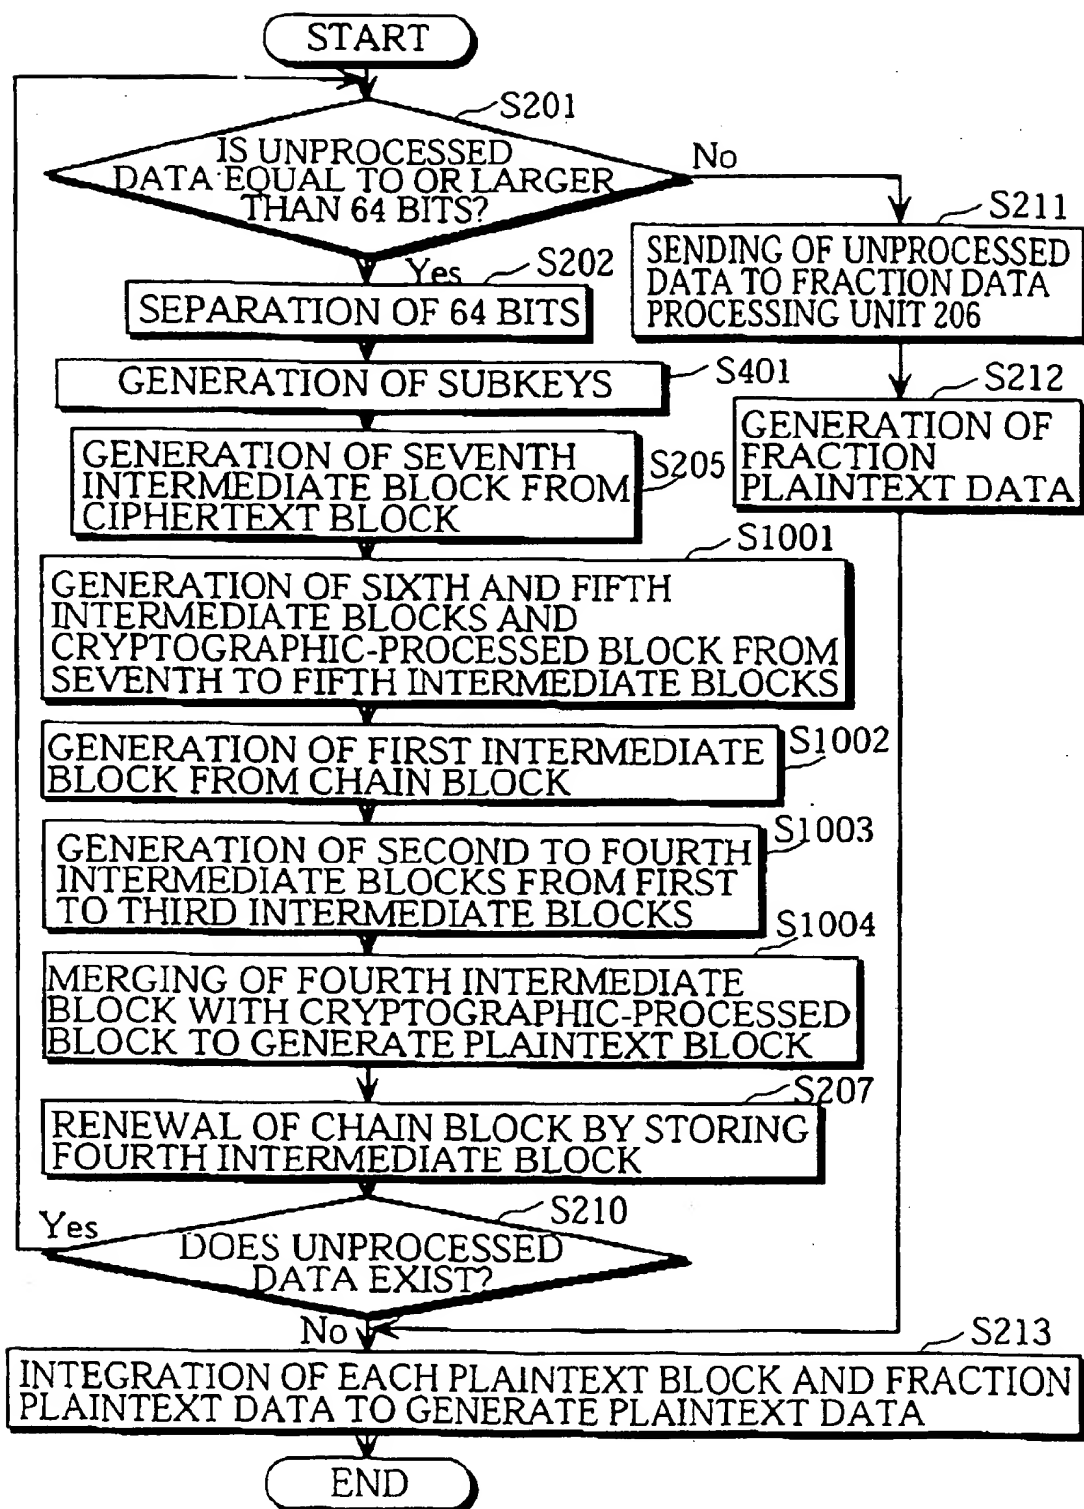 START
S201
IS UNPROCESSED
DATA EQUAL TO OR LARGER
THAN 64 BITS?
No
Yes
S202
SEPARATION OF 64 BITS
GENERATION OF SUBKEYS
S401
GENERATION OF SEVENTH
INTERMEDIATE BLOCK FROM
CIPHERTEXT BLOCK
S205
S211
SENDING OF UNPROCESSED
DATA TO FRACTION DATA
PROCESSING UNIT 206
S212
GENERATION OF
FRACTION
PLAINTEXT DATA
S1001
GENERATION OF SIXTH AND FIFTH
INTERMEDIATE BLOCKS AND
CRYPTOGRAPHIC-PROCESSED BLOCK FROM
SEVENTH TO FIFTH INTERMEDIATE BLOCKS
GENERATION OF FIRST INTERMEDIATE
BLOCK FROM CHAIN BLOCK
S1002
S1003
GENERATION OF SECOND TO FOURTH
INTERMEDIATE BLOCKS FROM FIRST
TO THIRD INTERMEDIATE BLOCKS
S1004
MERGING OF FOURTH INTERMEDIATE
BLOCK WITH CRYPTOGRAPHIC-PROCESSED
BLOCK TO GENERATE PLAINTEXT BLOCK
S207
RENEWAL OF CHAIN BLOCK BY STORING
FOURTH INTERMEDIATE BLOCK
S210
Yes
DOES UNPROCESSED
DATA EXIST?
No
S213
INTEGRATION OF EACH PLAINTEXT BLOCK AND FRACTION
PLAINTEXT DATA TO GENERATE PLAINTEXT DATA
END